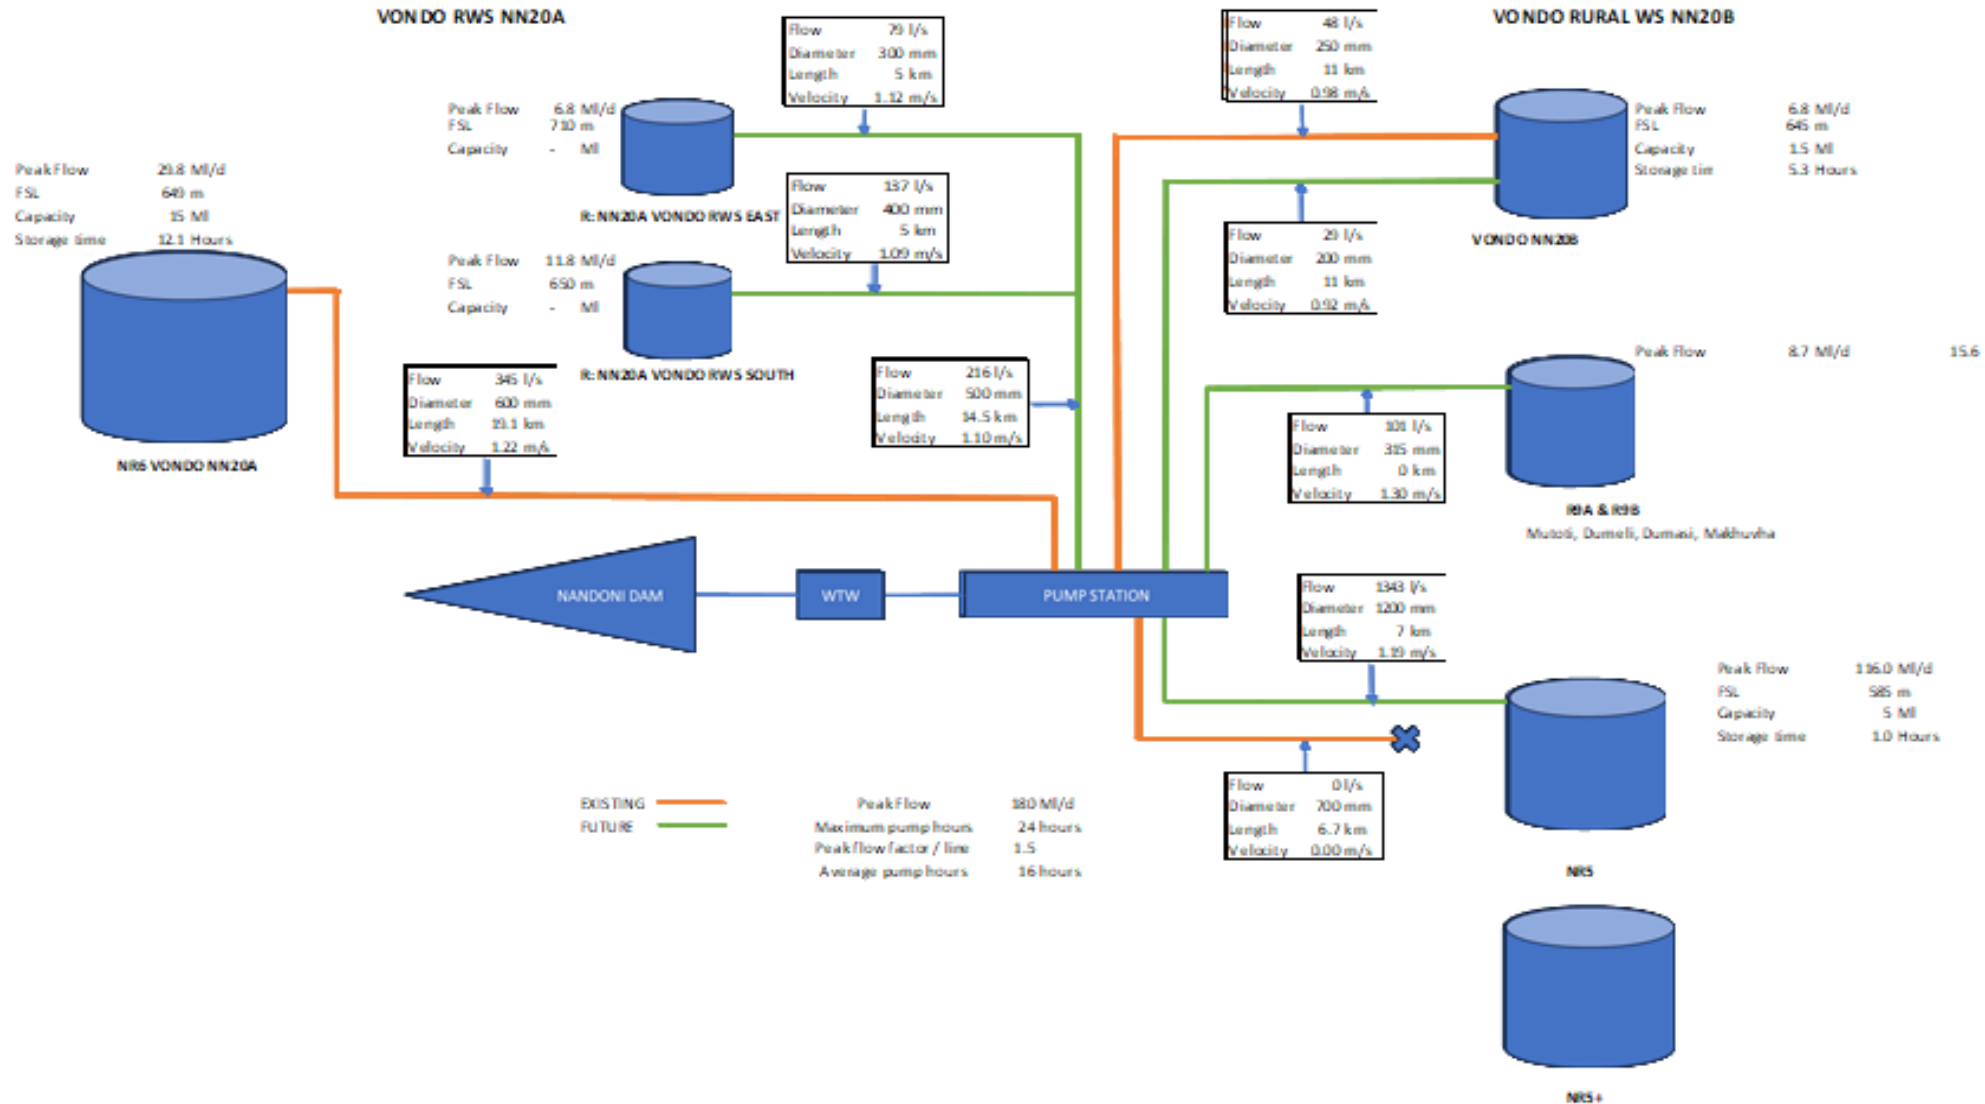 VONDO RWS NN20A
VONDO RURAL WS NN20B
Flow 79 l/s
Diameter 300 mm
Length 5 km
Velocity 1.12 m/s
Flow 48 l/s
Diameter 250 mm
Length 11 km
Velocity 0.98 m/s
Peak Flow 6.8 Ml/d
FSL 710 m
Capacity - Ml
R: NN20A VONDO RWS EAST
Peak Flow 6.8 Ml/d
FSL 645 m
Capacity 1.5 Ml
Storage tim 5.3 Hours
VONDO NN20B
Peak Flow 29.8 Ml/d
FSL 649 m
Capacity 15 Ml
Storage time 12.1 Hours
NR6 VONDO NN20A
Flow 137 l/s
Diameter 400 mm
Length 5 km
Velocity 1.09 m/s
Flow 29 l/s
Diameter 200 mm
Length 11 km
Velocity 0.92 m/s
Peak Flow 11.8 Ml/d
FSL 650 m
Capacity - Ml
R: NN20A VONDO RWS SOUTH
Flow 345 l/s
Diameter 600 mm
Length 19.1 km
Velocity 1.22 m/s
Flow 216 l/s
Diameter 500 mm
Length 14.5 km
Velocity 1.10 m/s
Peak Flow 8.7 Ml/d 15.6
Flow 101 l/s
Diameter 315 mm
Length 0 km
Velocity 1.30 m/s
R9A & R9B
Mutoti, Dumeli, Dumasi, Makhuvha
NANDONI DAM
WTW
PUMP STATION
Flow 1343 l/s
Diameter 1200 mm
Length 7 km
Velocity 1.19 m/s
Peak Flow 116.0 Ml/d
FSL 585 m
Capacity 5 Ml
Storage time 1.0 Hours
NR5
Flow 0 l/s
Diameter 700 mm
Length 6.7 km
Velocity 0.00 m/s
EXISTING
FUTURE
Peak Flow 180 Ml/d
Maximum pump hours 24 hours
Peak flow factor / line 1.5
Average pump hours 16 hours
NR5+